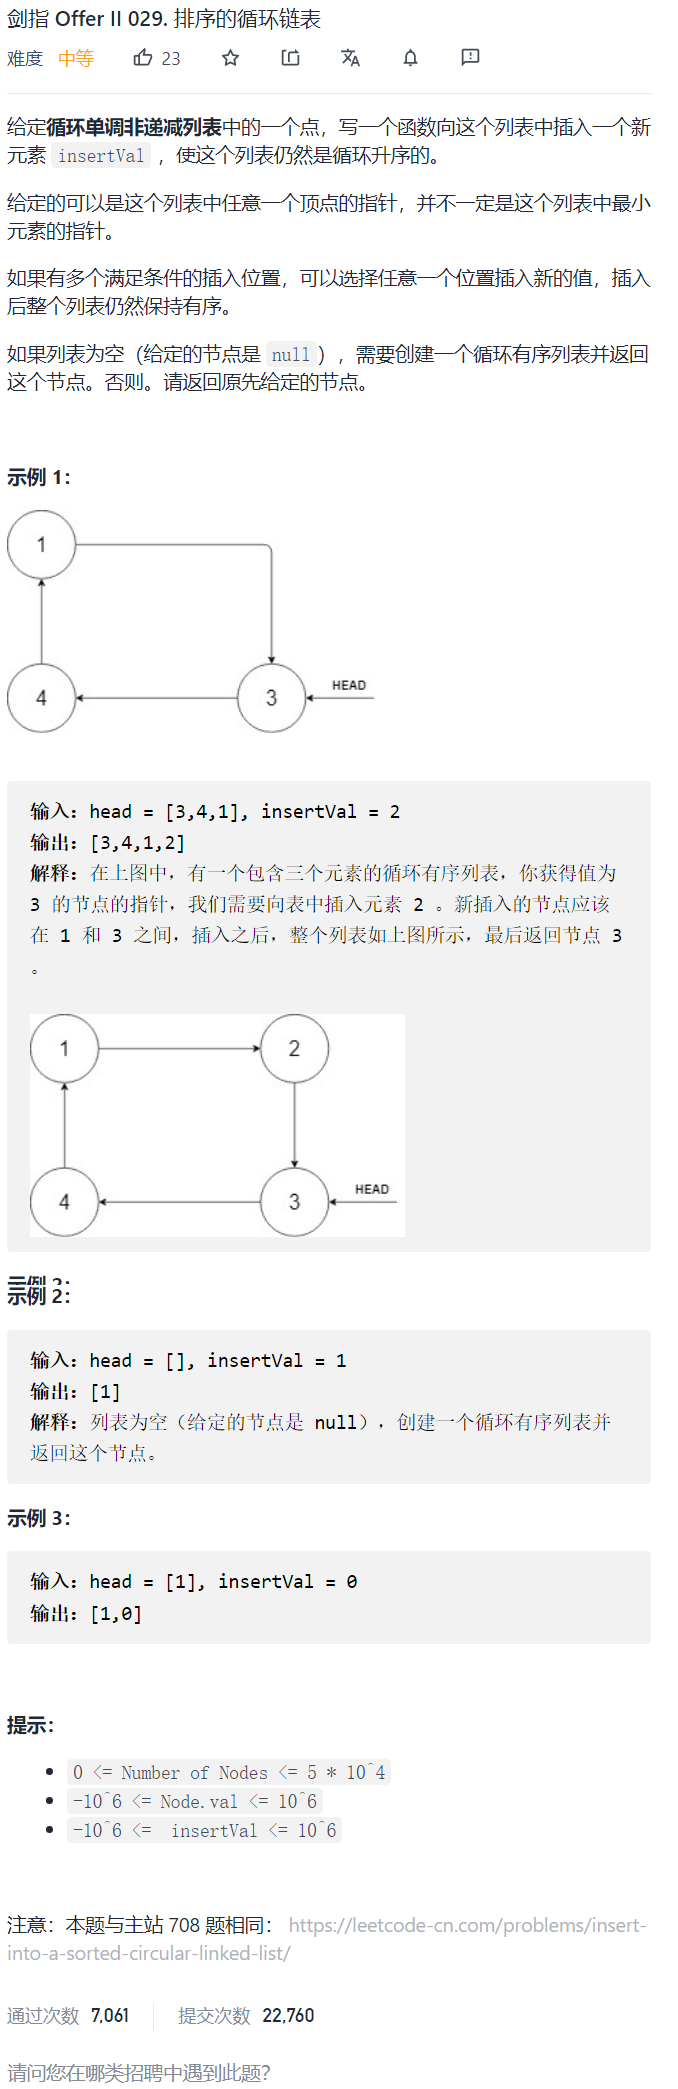 剑指 Offer II 029. 排序的循环链表
难度 中等 23
给定循环单调非递减列表中的一个点，写一个函数向这个列表中插入一个新
元素 insertVal ，使这个列表仍然是循环升序的。
给定的可以是这个列表中任意一个顶点的指针，并不一定是这个列表中最小
元素的指针。
如果有多个满足条件的插入位置，可以选择任意一个位置插入新的值，插入
后整个列表仍然保持有序。
如果列表为空（给定的节点是 null），需要创建一个循环有序列表并返回
这个节点。否则。请返回原先给定的节点。
示例 1：
1
4 3 HEAD
输入：head = [3,4,1], insertVal = 2
输出：[3,4,1,2]
解释：在上图中，有一个包含三个元素的循环有序列表，你获得值为
3 的节点的指针，我们需要向表中插入元素 2 。新插入的节点应该
在 1 和 3 之间，插入之后，整个列表如上图所示，最后返回节点 3
。
1 2
4 3 HEAD
示例 2：
示例 2：
输入：head = [], insertVal = 1
输出：[1]
解释：列表为空（给定的节点是 null），创建一个循环有序列表并
返回这个节点。
示例 3：
输入：head = [1], insertVal = 0
输出：[1,0]
提示：
0 <= Number of Nodes <= 5 * 10^4
-10^6 <= Node.val <= 10^6
-10^6 <= insertVal <= 10^6
注意：本题与主站 708 题相同： https://leetcode-cn.com/problems/insert-
into-a-sorted-circular-linked-list/
通过次数 7,061 提交次数 22,760
请问您在哪类招聘中遇到此题？